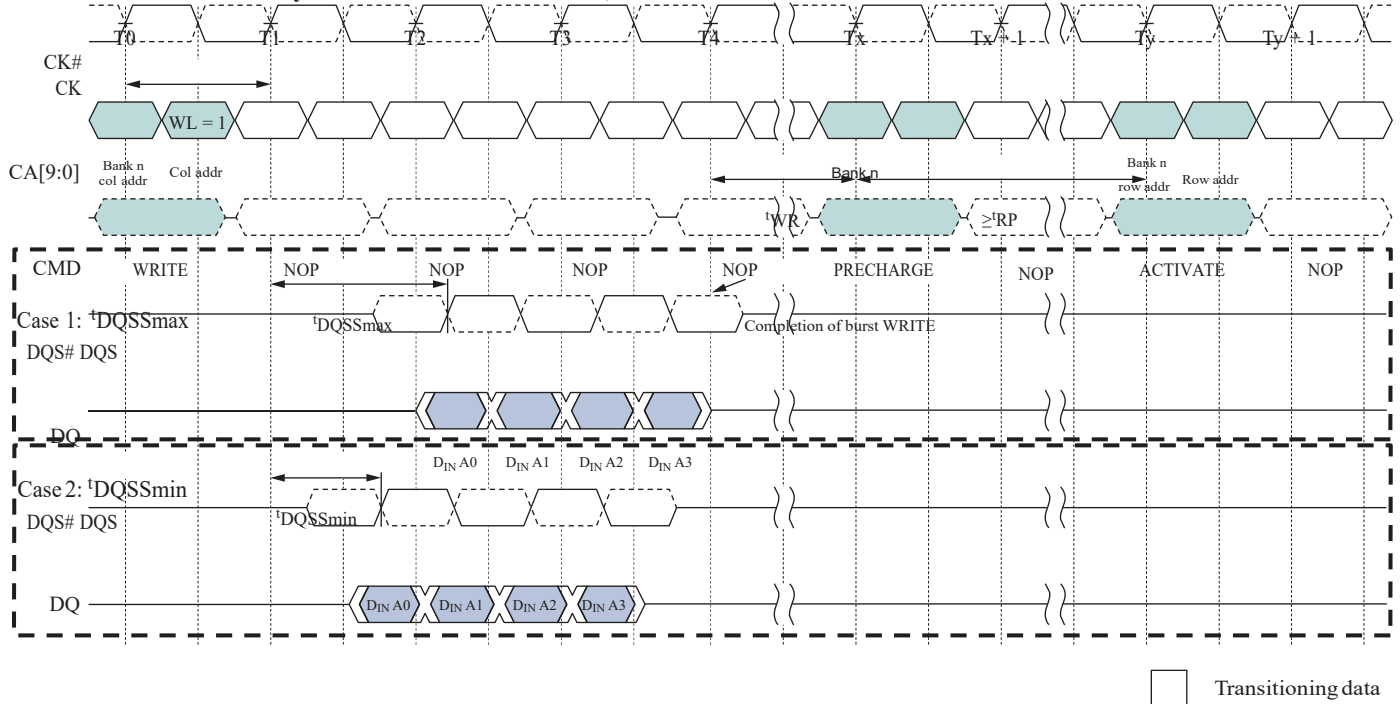 T0 T1 T2 T3 T4 Tx Tx + 1 Ty Ty + 1
CK#
CK
WL = 1
CA[9:0]
Bank n
col addr
Col addr
Bank n
Bank n
row addr
Row addr
tWR
≥tRP
CMD WRITE NOP NOP NOP NOP PRECHARGE NOP ACTIVATE NOP
Case 1: tDQSSmax
tDQSSmax
Completion of burst WRITE
DQS# DQS
DQ
DIN A0 DIN A1 DIN A2 DIN A3
Case 2: tDQSSmin
tDQSSmin
DQS# DQS
DQ DIN A0 DIN A1 DIN A2 DIN A3
Transitioning data